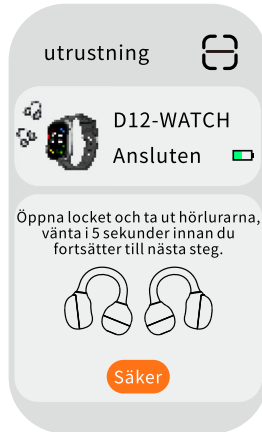 utrustning
D12-WATCH
Ansluten
Öppna locket och ta ut hörlurarna,
vänta i 5 sekunder innan du
fortsätter till nästa steg.
Säker